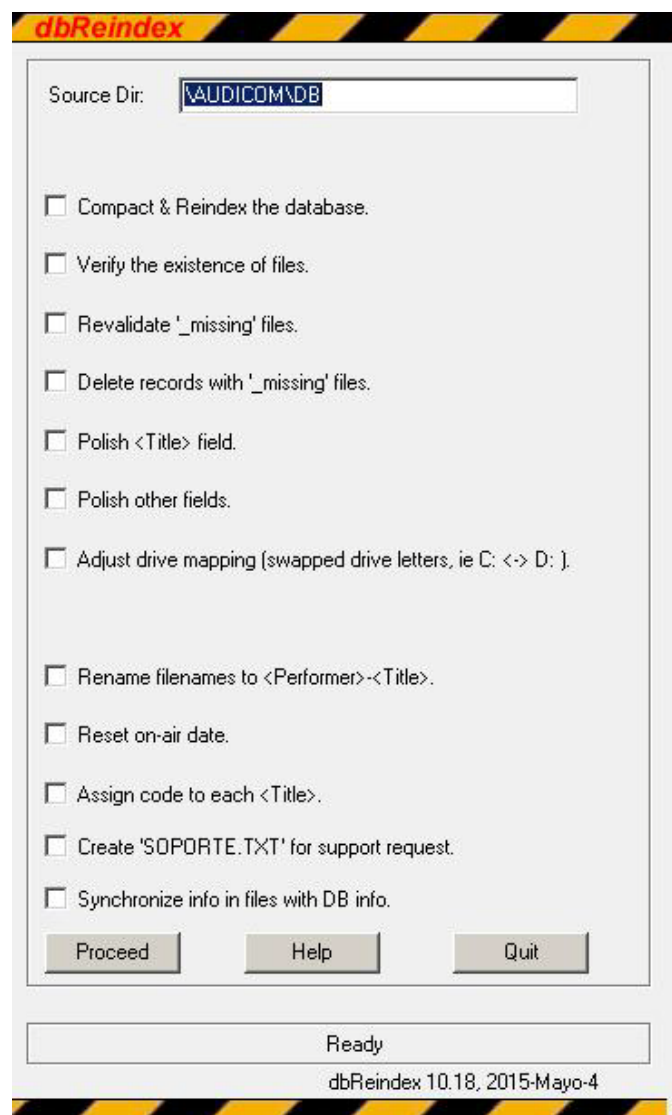 dbReindex
Source Dir: \AUDICOM\DB
Compact & Reindex the database.
Verify the existence of files.
Revalidate '_missing' files.
Delete records with '_missing' files.
Polish <Title> field.
Polish other fields.
Adjust drive mapping (swapped drive letters, ie C: <-> D: ).
Rename filenames to <Performer>-<Title>.
Reset on-air date.
Assign code to each <Title>.
Create 'SOPORTE.TXT' for support request.
Synchronize info in files with DB info.
Proceed Help Quit
Ready
dbReindex 10.18, 2015-Mayo-4